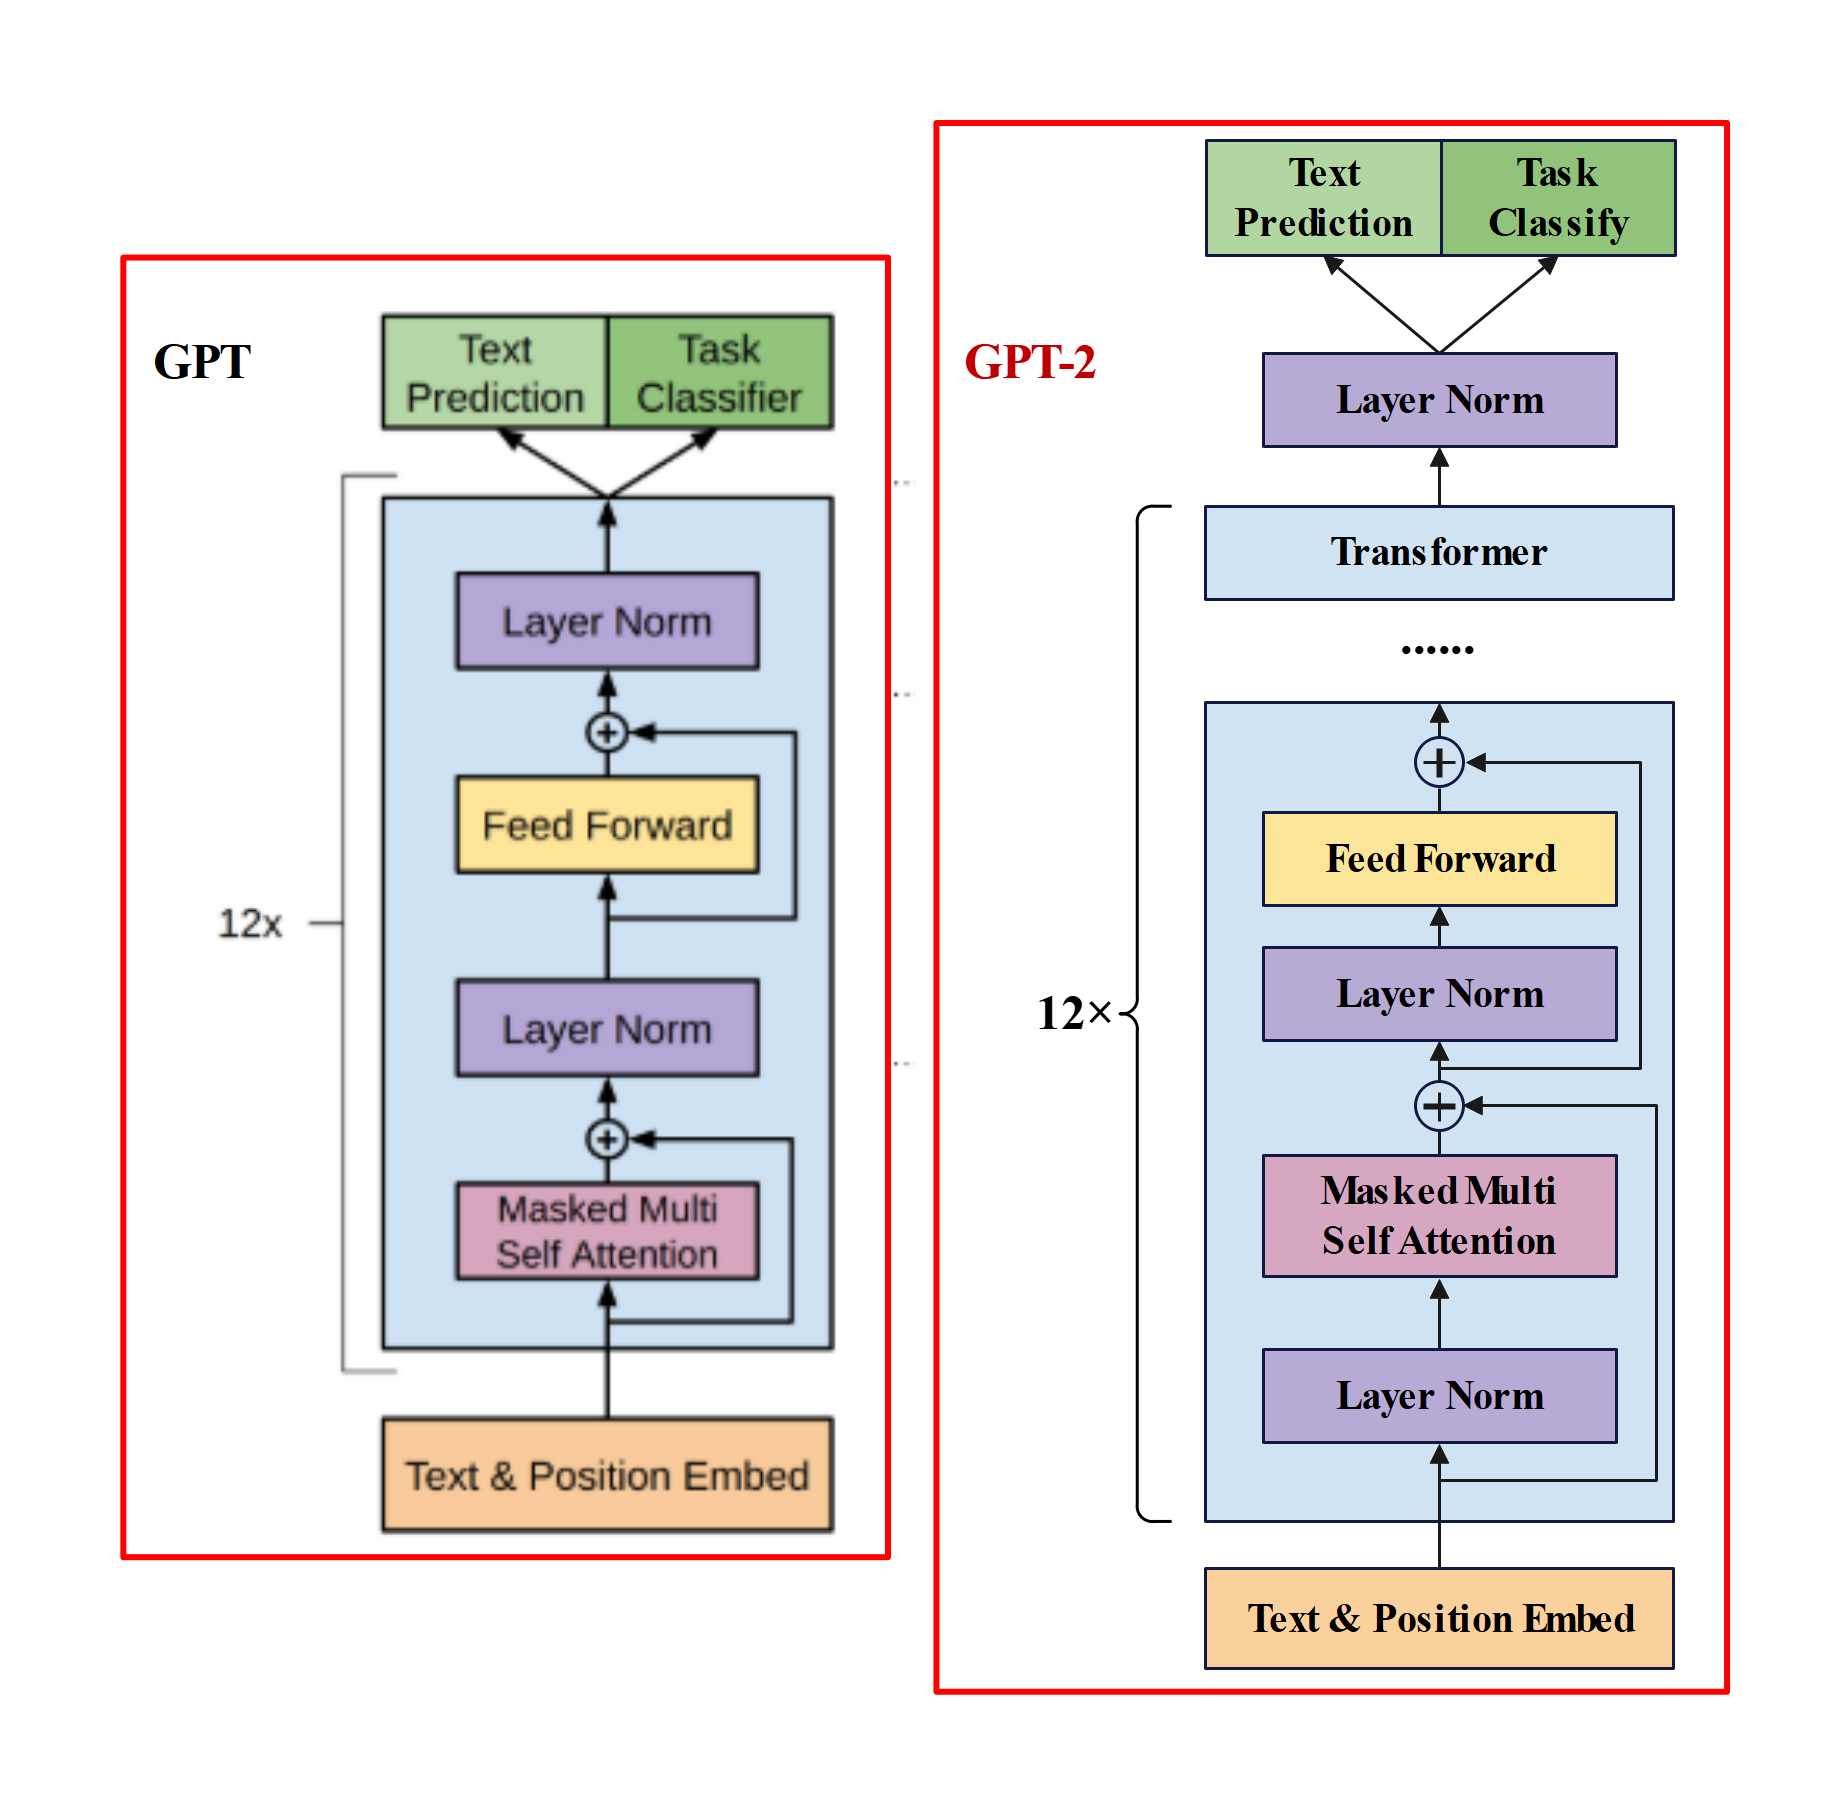 GPT
Text
Prediction
Task
Classifier
Layer Norm
Feed Forward
12x
Layer Norm
Masked Multi
Self Attention
Text & Position Embed
GPT-2
Text
Prediction
Task
Classify
Layer Norm
Transformer
......
Feed Forward
Layer Norm
12×
Masked Multi
Self Attention
Layer Norm
Text & Position Embed